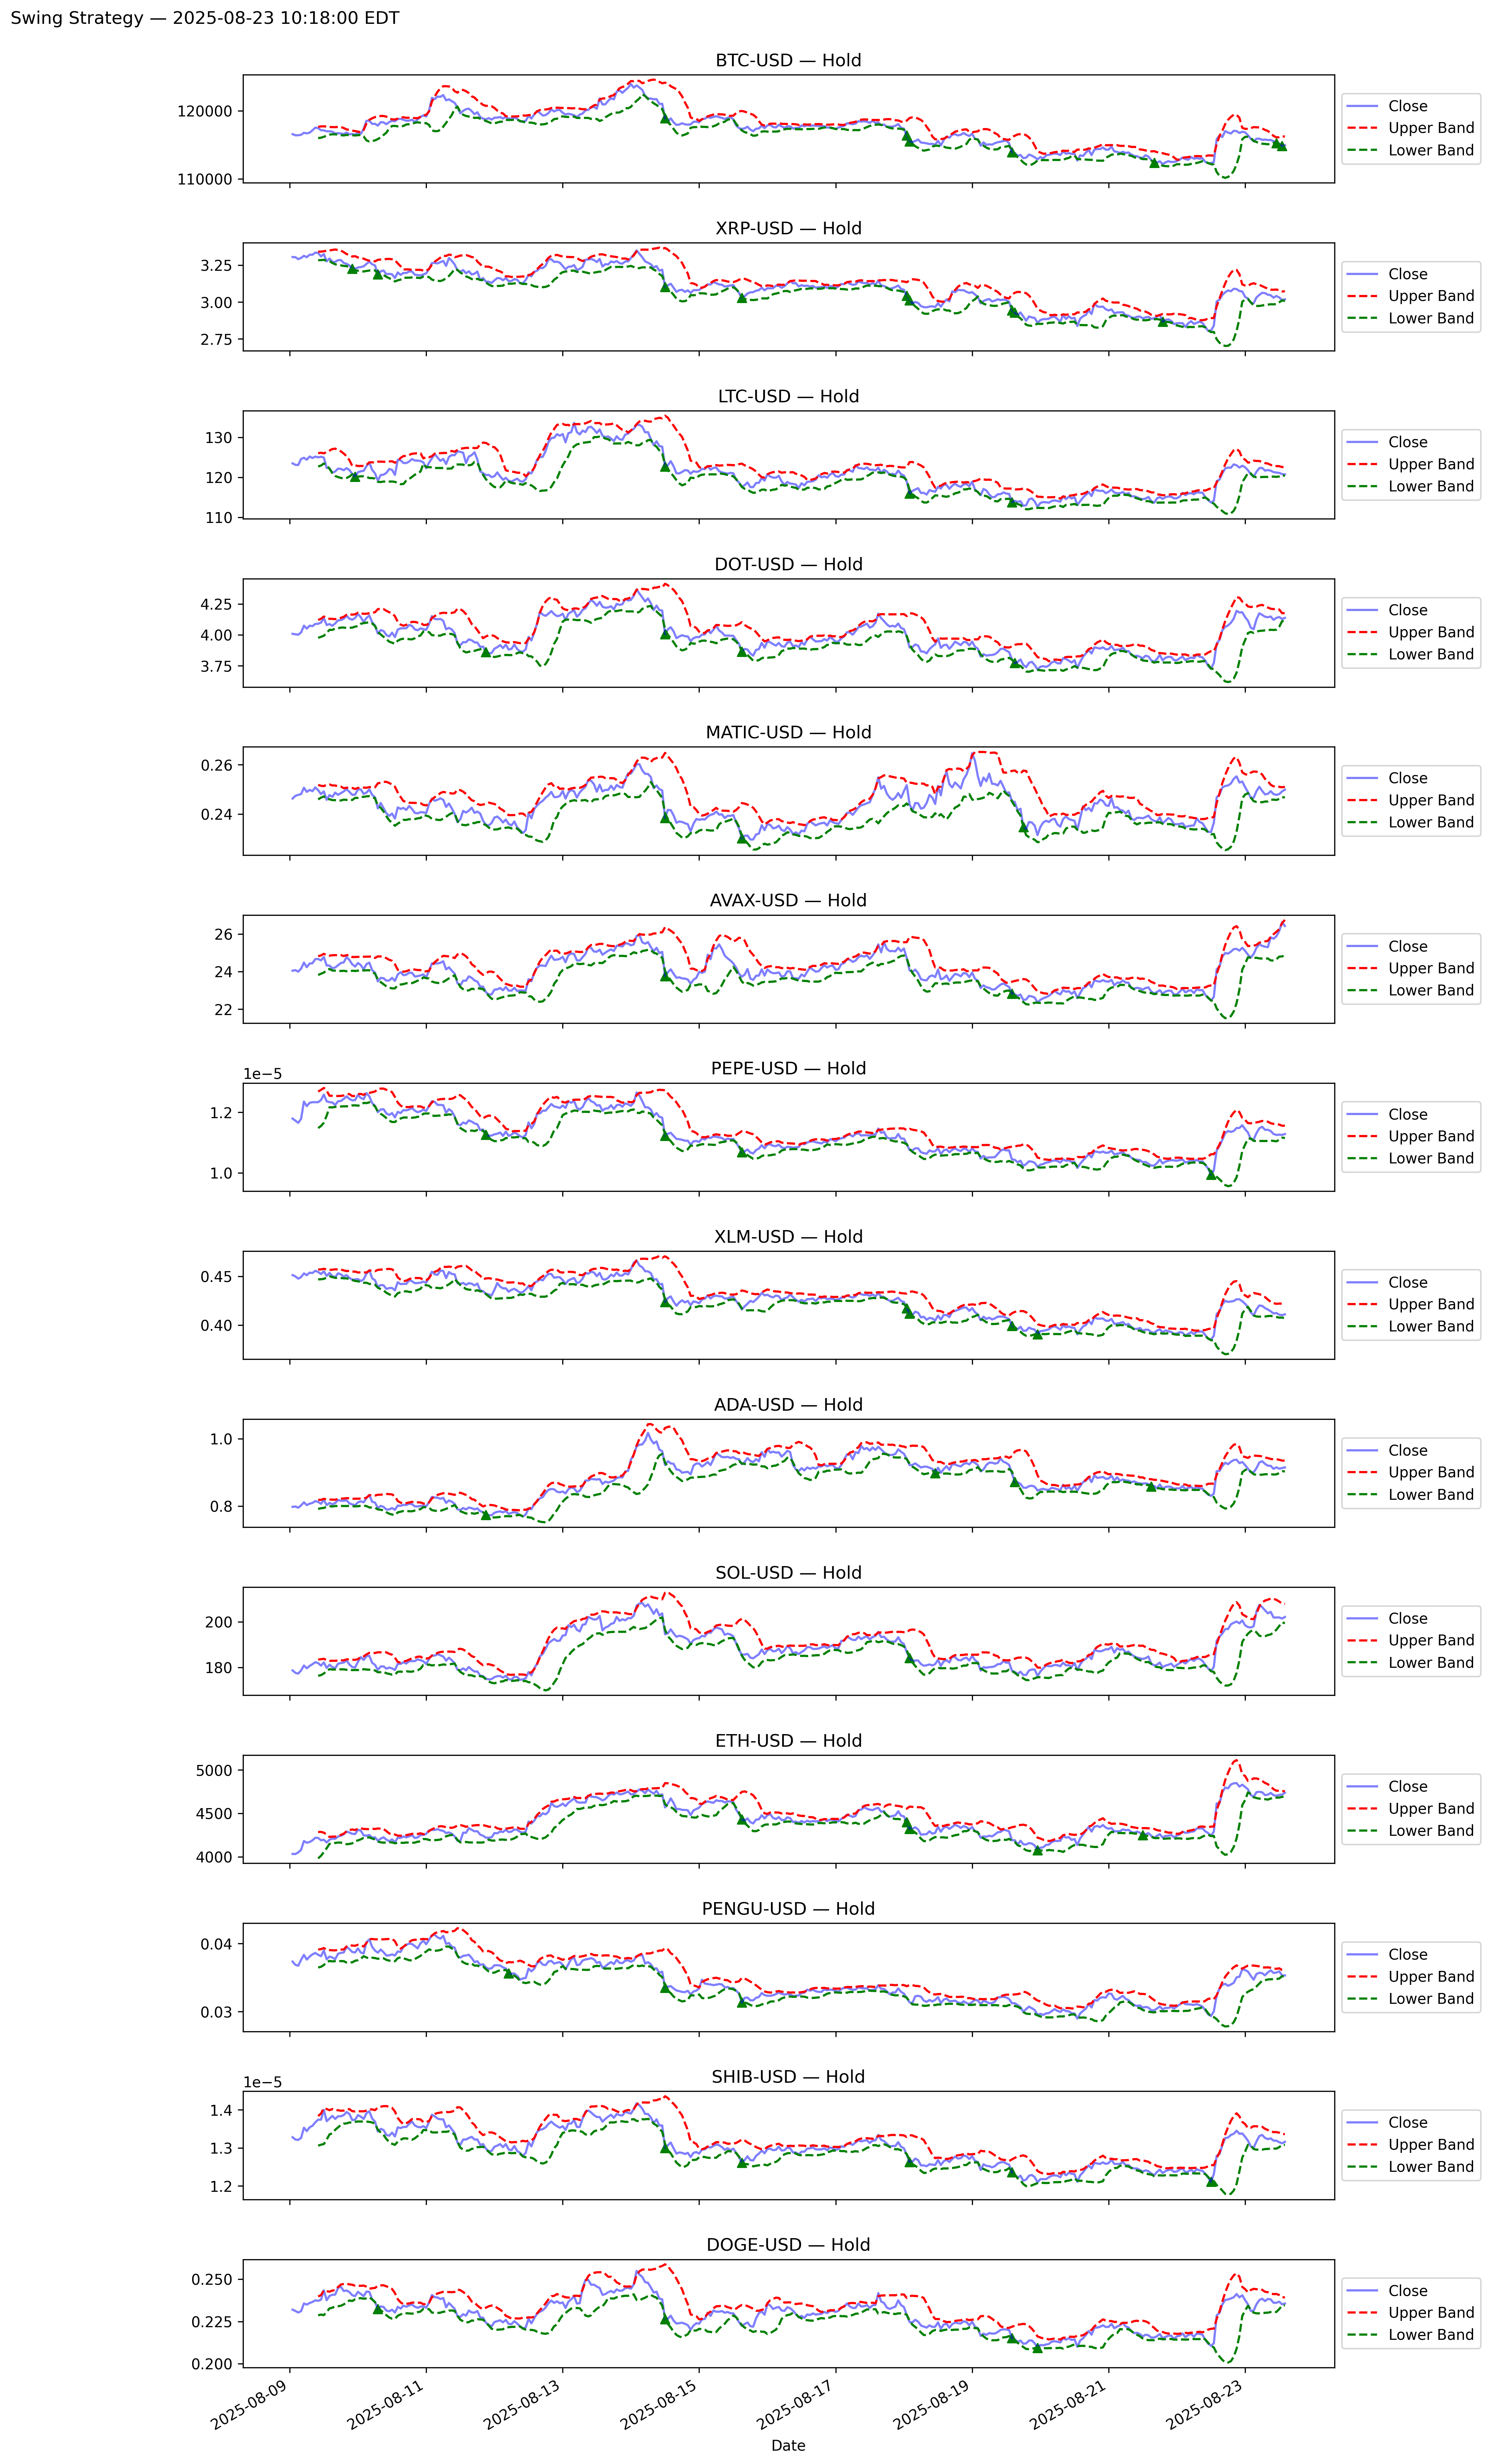 Swing Strategy — 2025-08-23 10:18:00 EDT
BTC-USD — Hold
120000
110000
Close
Upper Band
Lower Band
XRP-USD — Hold
3.25
3.00
2.75
Close
Upper Band
Lower Band
LTC-USD — Hold
130
120
110
Close
Upper Band
Lower Band
DOT-USD — Hold
4.25
4.00
3.75
Close
Upper Band
Lower Band
MATIC-USD — Hold
0.26
0.24
Close
Upper Band
Lower Band
AVAX-USD — Hold
26
24
22
Close
Upper Band
Lower Band
PEPE-USD — Hold
1e−5
1.2
1.0
Close
Upper Band
Lower Band
XLM-USD — Hold
0.45
0.40
Close
Upper Band
Lower Band
ADA-USD — Hold
1.0
0.8
Close
Upper Band
Lower Band
SOL-USD — Hold
200
180
Close
Upper Band
Lower Band
ETH-USD — Hold
5000
4500
4000
Close
Upper Band
Lower Band
PENGU-USD — Hold
0.04
0.03
Close
Upper Band
Lower Band
SHIB-USD — Hold
1e−5
1.4
1.3
1.2
Close
Upper Band
Lower Band
DOGE-USD — Hold
0.250
0.225
0.200
Close
Upper Band
Lower Band
2025-08-09
2025-08-11
2025-08-13
2025-08-15
2025-08-17
2025-08-19
2025-08-21
2025-08-23
Date